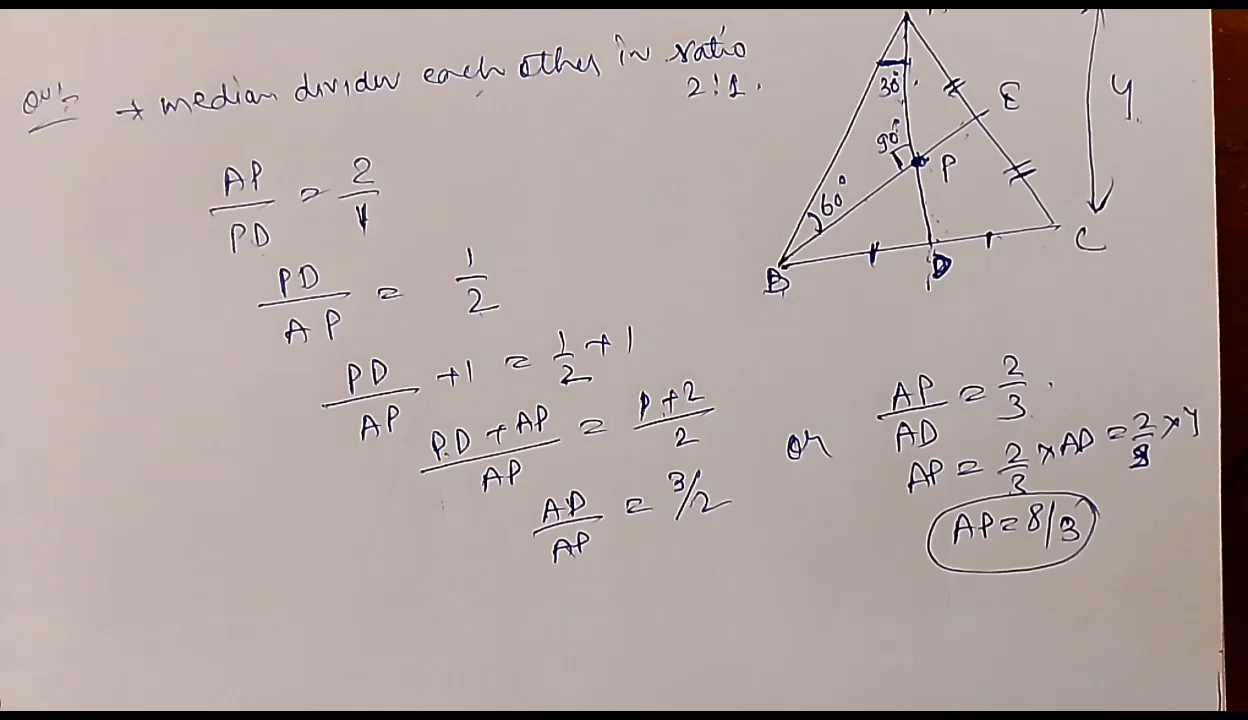 → median divides each other in ratio
2:1.
AP/PD = 2/1
PD/AP = 1/2
PD/AP +1 = 1/2 +1
PD + AP/AP = 1+2/2
AD/AP = 3/2
or
AP/AD = 2/3.
AP = 2/3 × AD = 2/3 × 4
AP = 8/3
30°
90°
60°
E
P
B
D
C
4